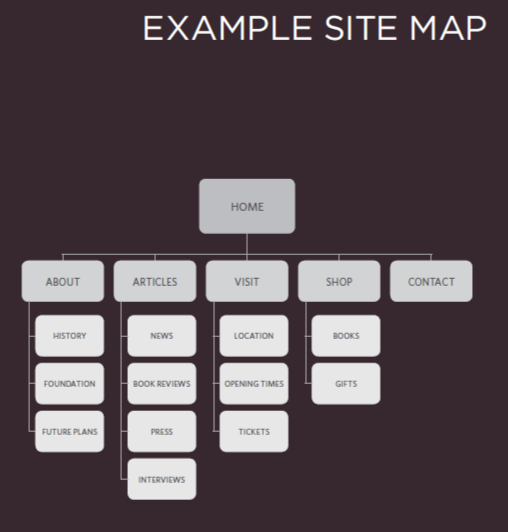 EXAMPLE SITE MAP
HOME
ABOUT
ARTICLES
VISIT
SHOP
CONTACT
HISTORY
NEWS
LOCATION
BOOKS
FOUNDATION
BOOK REVIEWS
OPENING TIMES
GIFTS
FUTURE PLANS
PRESS
TICKETS
INTERVIEWS